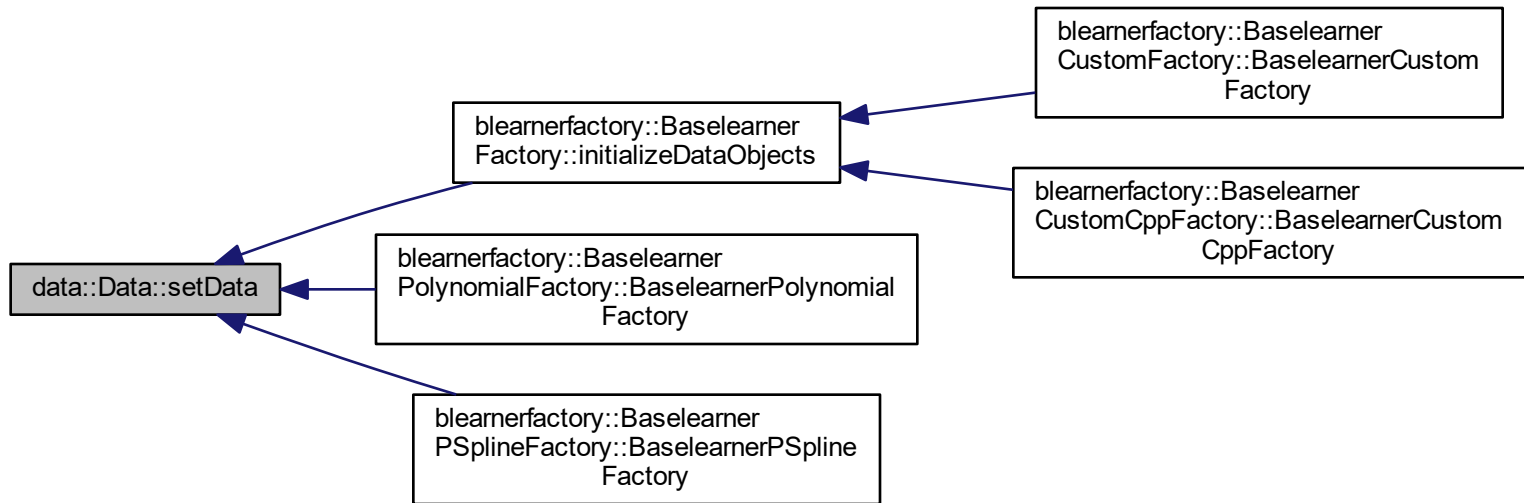 blearnerfactory::Baselearner
CustomFactory::BaselearnerCustom
Factory
blearnerfactory::Baselearner
Factory::initializeDataObjects
blearnerfactory::Baselearner
CustomCppFactory::BaselearnerCustom
CppFactory
data::Data::setData
blearnerfactory::Baselearner
PolynomialFactory::BaselearnerPolynomial
Factory
blearnerfactory::Baselearner
PSplineFactory::BaselearnerPSpline
Factory